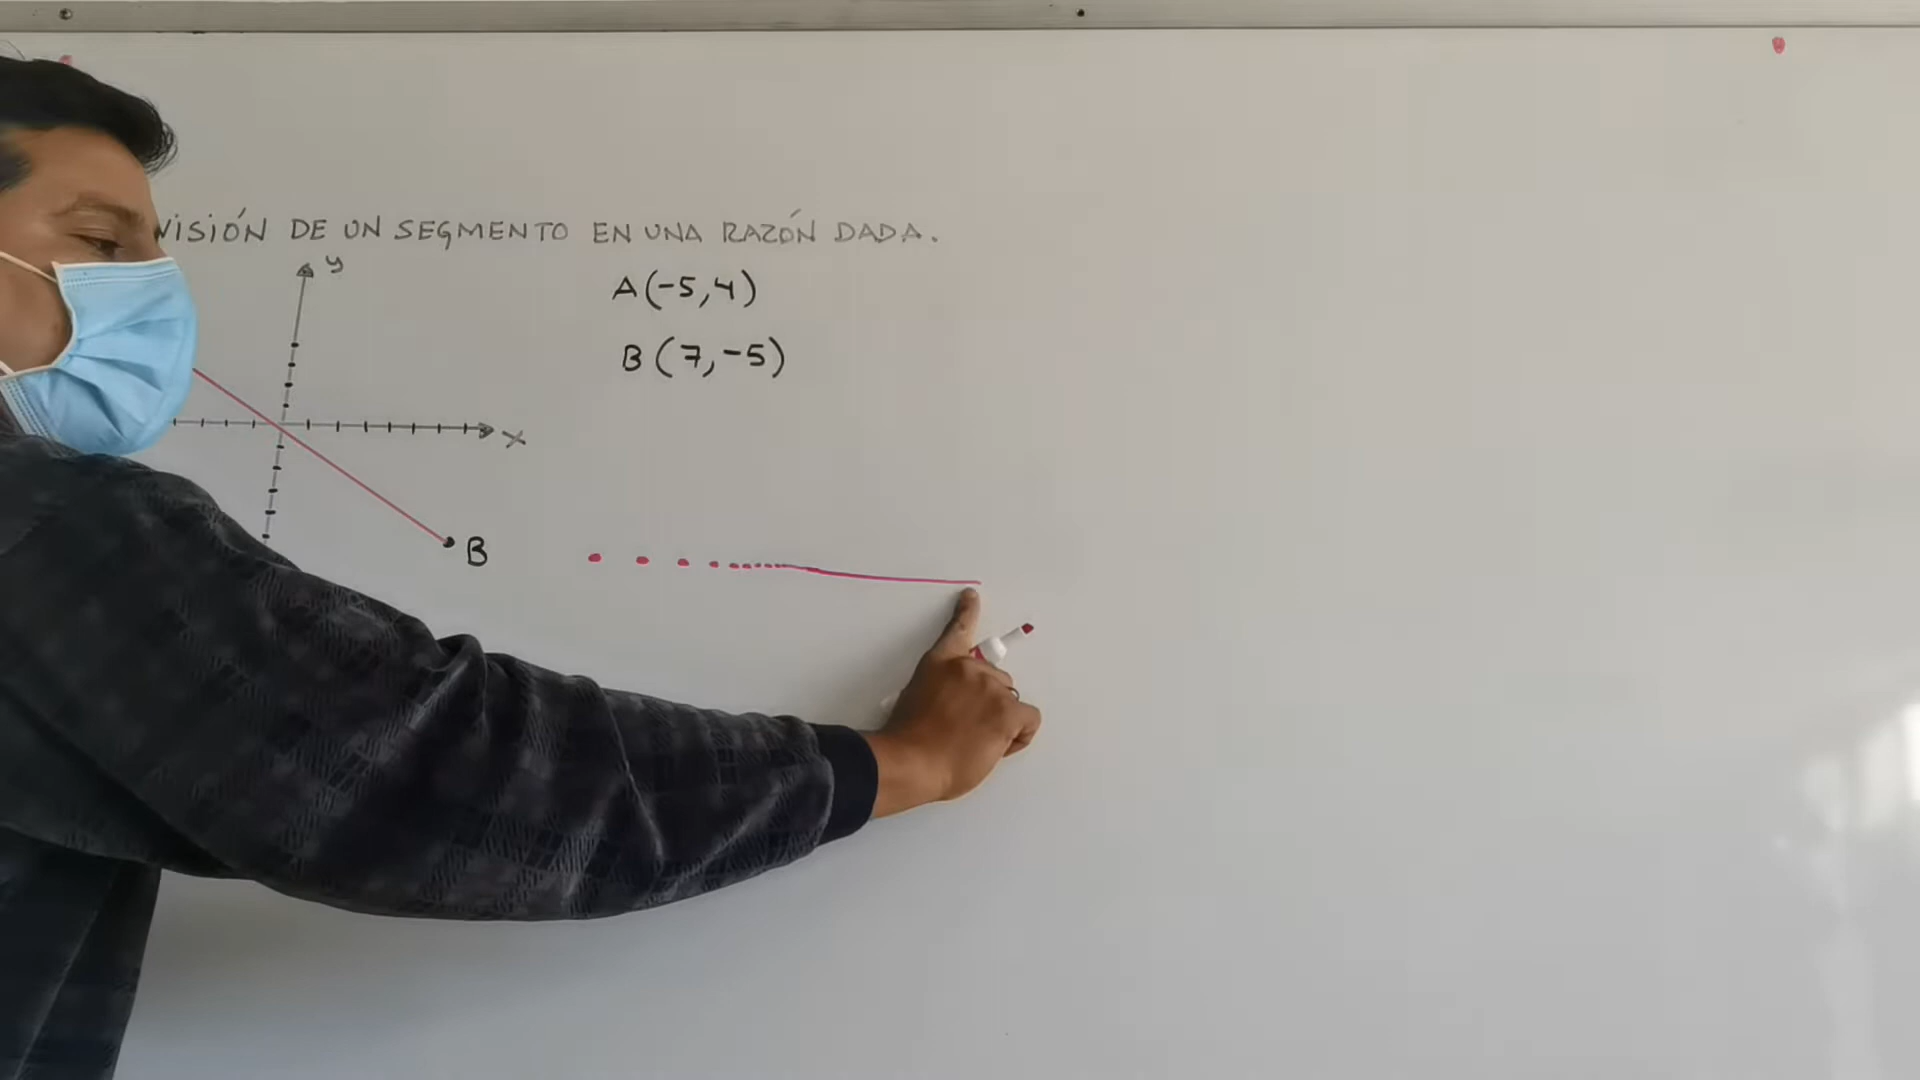 VISIÓN DE UN SEGMENTO EN UNA RAZÓN DADA.
y
A(-5,4)
B(7,-5)
x
B